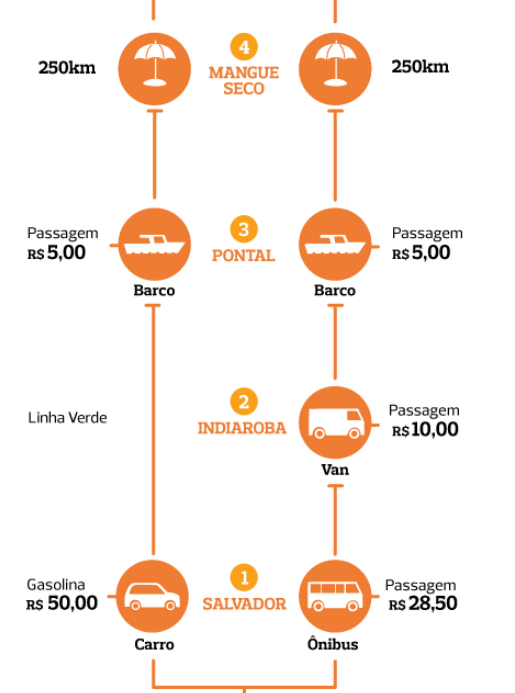 250km
4
MANGUE
SECO
250km
Passagem
R$ 5,00
Barco
3
PONTAL
Passagem
R$ 5,00
Barco
Linha Verde
2
INDIAROBA
Passagem
R$ 10,00
Van
Gasolina
R$ 50,00
Carro
1
SALVADOR
Passagem
R$ 28,50
Ônibus